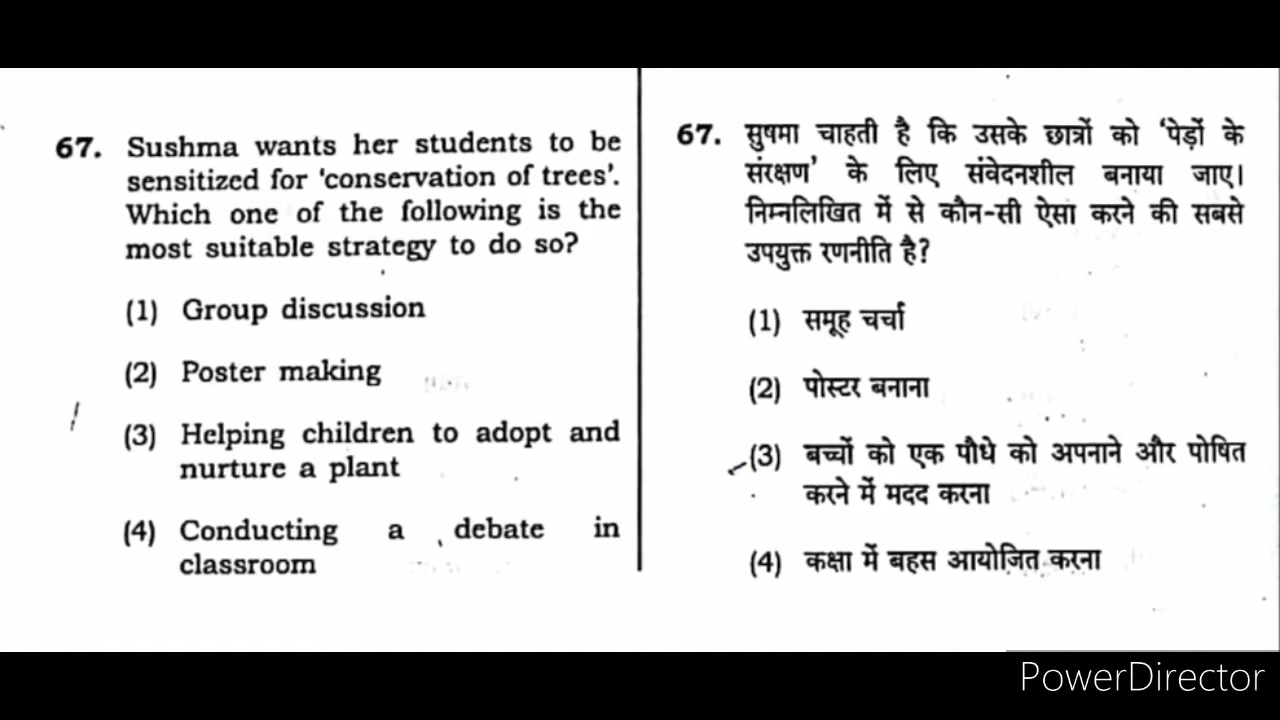 67. Sushma wants her students to be
sensitized for 'conservation of trees'.
Which one of the following is the
most suitable strategy to do so?
(1) Group discussion
(2) Poster making
(3) Helping children to adopt and
nurture a plant
(4) Conducting a debate in
classroom
67. सुषमा चाहती है कि उसके छात्रों को 'पेड़ों के
संरक्षण' के लिए संवेदनशील बनाया जाए।
निम्नलिखित में से कौन-सी ऐसा करने की सबसे
उपयुक्त रणनीति है?
(1) समूह चर्चा
(2) पोस्टर बनाना
(3) बच्चों को एक पौधे को अपनाने और पोषित
करने में मदद करना
(4) कक्षा में बहस आयोजित करना
PowerDirector